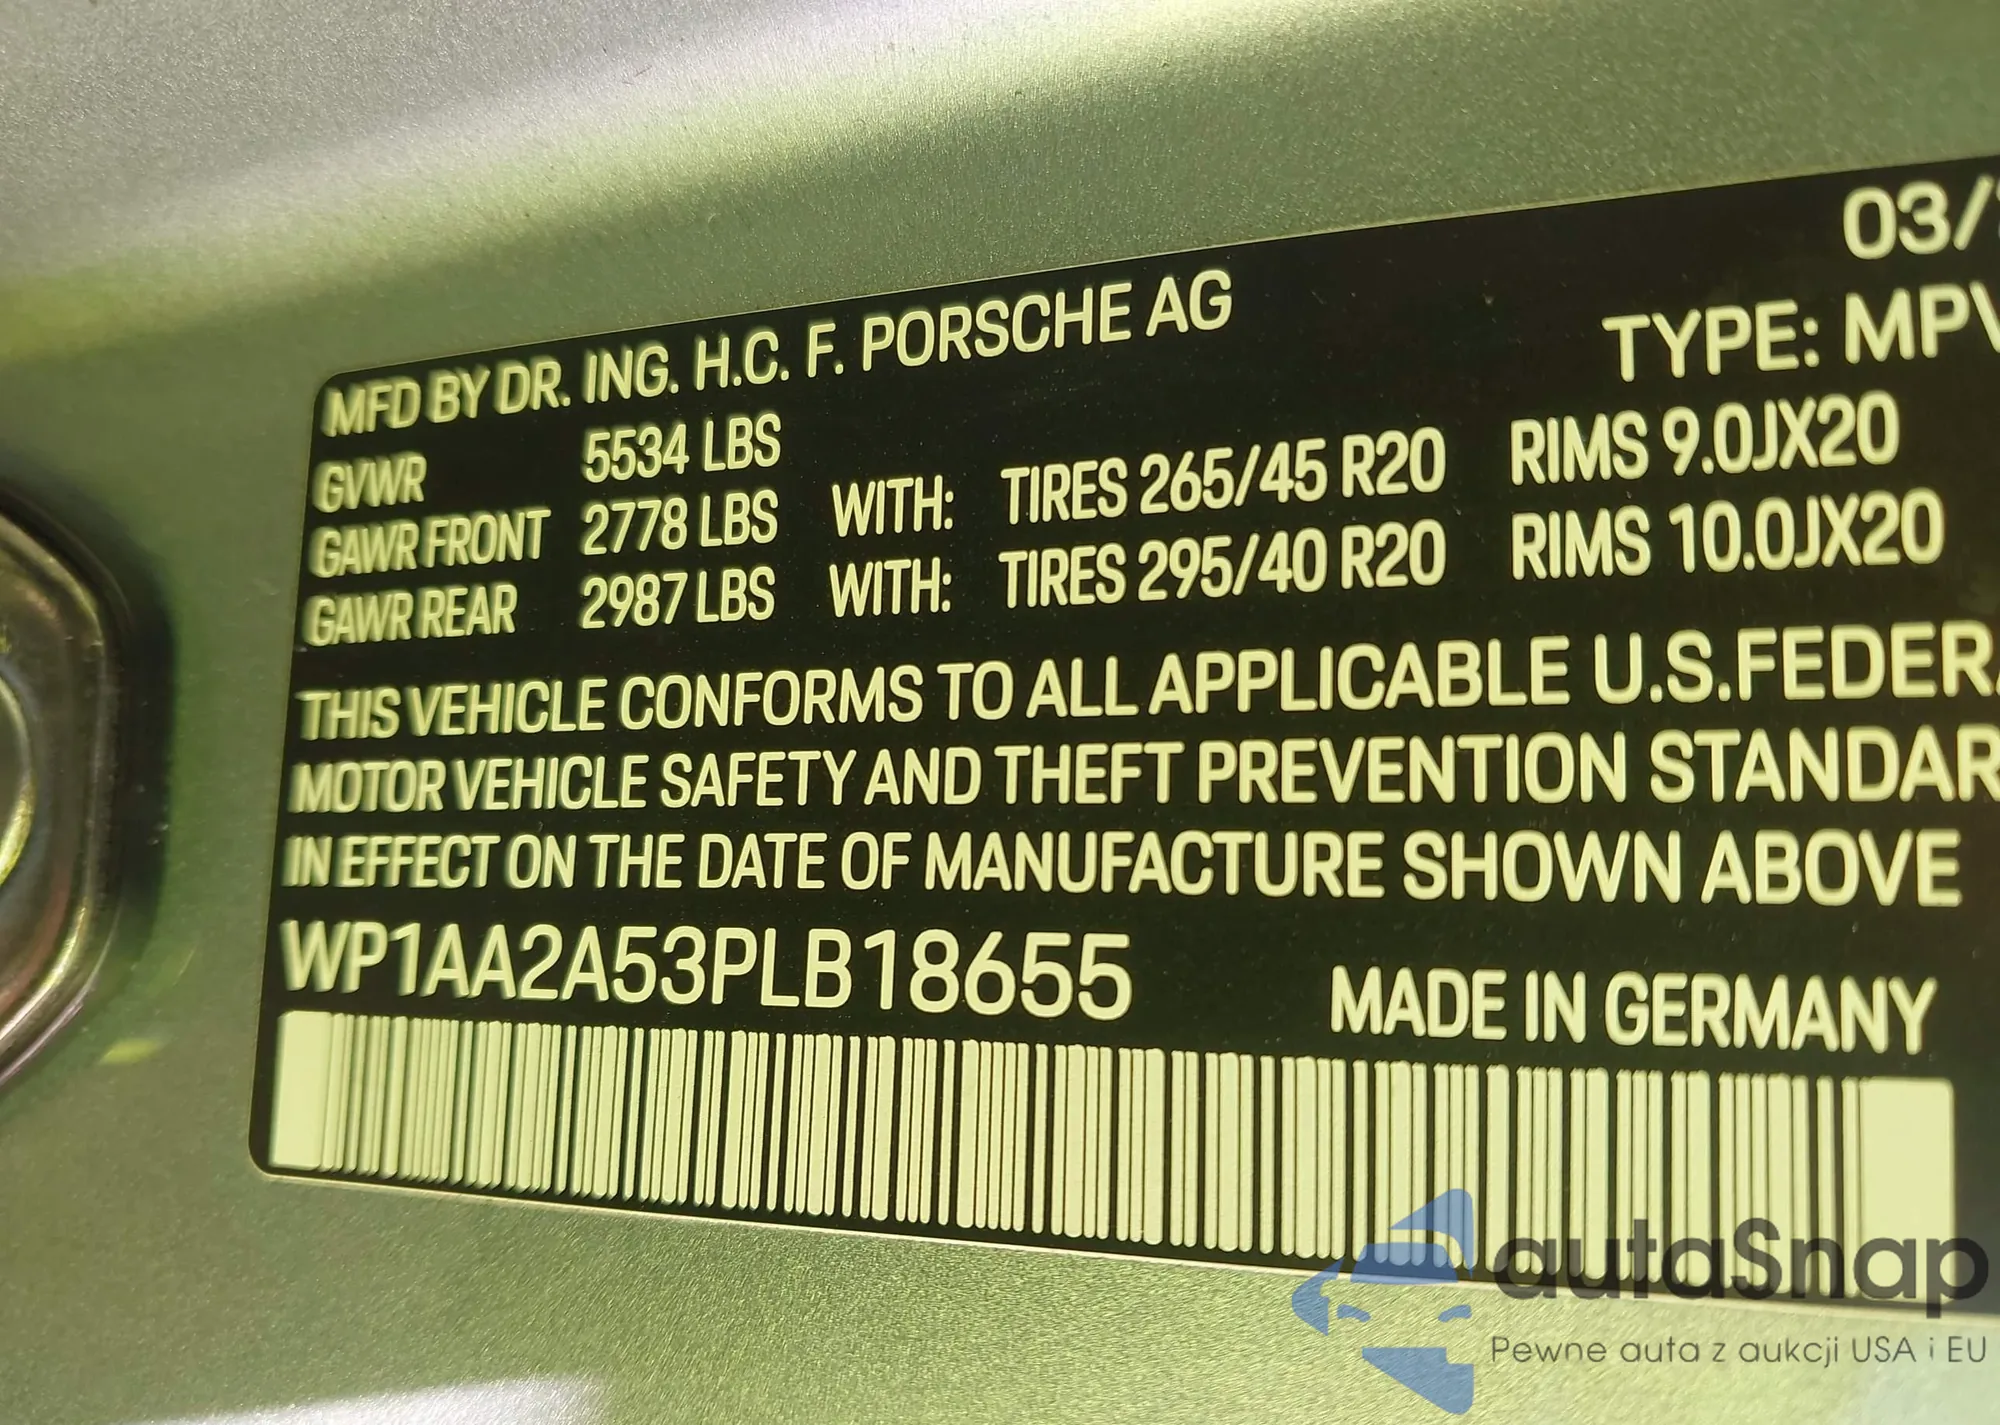 03/
MFD BY DR. ING. H.C. F. PORSCHE AG
TYPE: MPV
GVWR 5534 LBS
GAWR FRONT 2778 LBS WITH: TIRES 265/45 R20 RIMS 9.0JX20
GAWR REAR 2987 LBS WITH: TIRES 295/40 R20 RIMS 10.0JX20
THIS VEHICLE CONFORMS TO ALL APPLICABLE U.S.FEDERA
MOTOR VEHICLE SAFETY AND THEFT PREVENTION STANDAR
IN EFFECT ON THE DATE OF MANUFACTURE SHOWN ABOVE
WP1AA2A53PLB18655
MADE IN GERMANY
autaSnap
Pewne auta z aukcji USA i EU